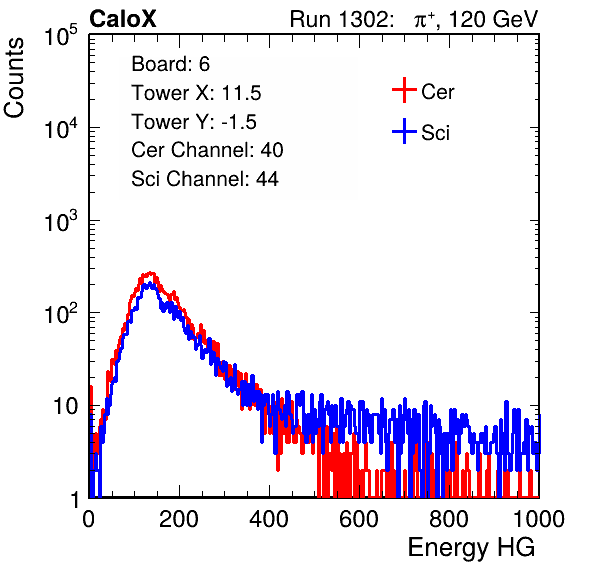 CaloX Run 1302: π⁺, 120 GeV
Counts
Board: 6
Tower X: 11.5
Tower Y: -1.5
Cer Channel: 40
Sci Channel: 44
Cer
Sci
10⁵
10⁴
10³
10²
10
1
0 200 400 600 800 1000
Energy HG